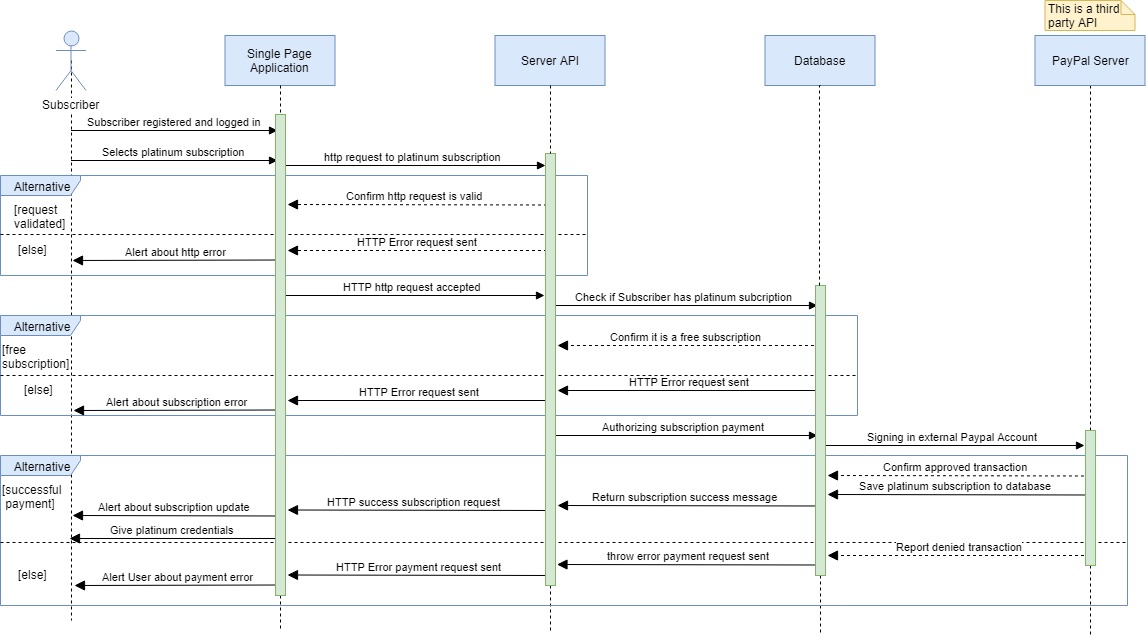 This is a third
party API
Single Page
Application
Server API
Database
PayPal Server
Subscriber
Subscriber registered and logged in
Selects platinum subscription
http request to platinum subscription
Alternative
Confirm http request is valid
[request
validated]
HTTP Error request sent
[else]
Alert about http error
HTTP http request accepted
Check if Subscriber has platinum subcription
Alternative
Confirm it is a free subscription
[free
subscription]
HTTP Error request sent
[else]
HTTP Error request sent
Alert about subscription error
Authorizing subscription payment
Signing in external Paypal Account
Alternative
Confirm approved transaction
Save platinum subscription to database
[successful
payment]
Return subscription success message
HTTP success subscription request
Alert about subscription update
Give platinum credentials
Report denied transaction
throw error payment request sent
HTTP Error payment request sent
[else]
Alert User about payment error